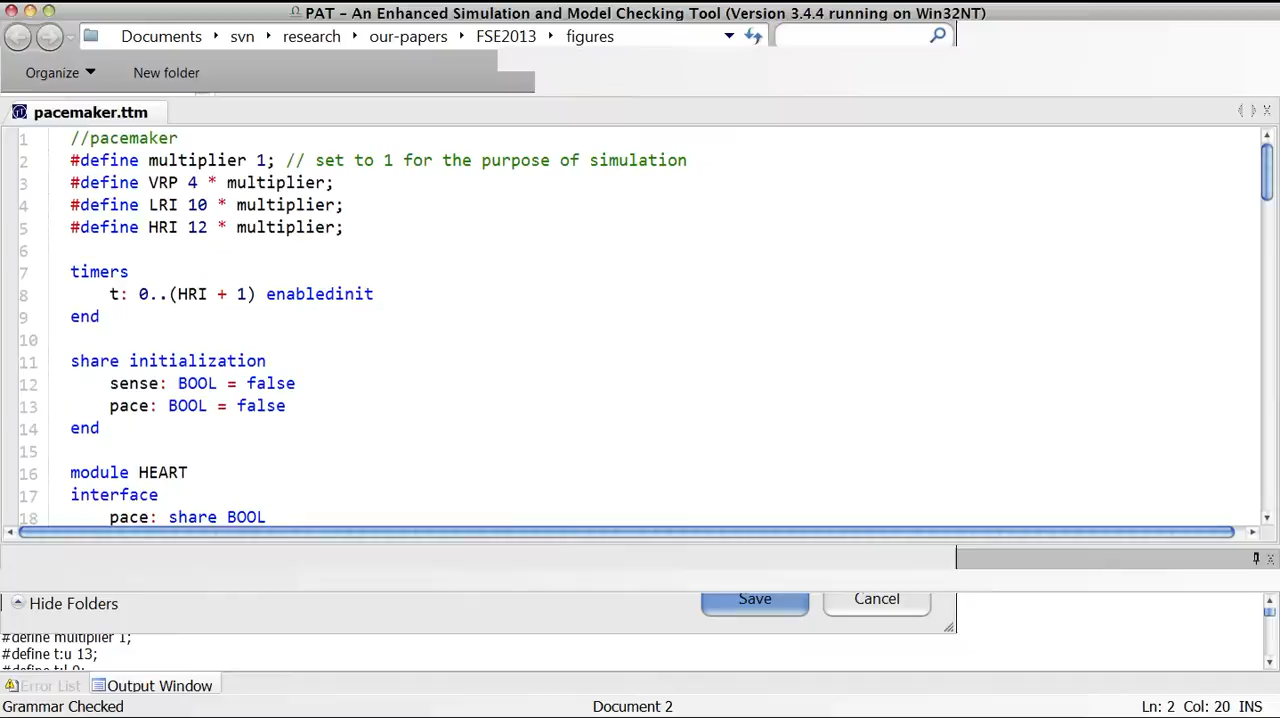 PAT - An Enhanced Simulation and Model Checking Tool (Version 3.4.4 running on Win32NT)
Documents svn research our-papers FSE2013 figures
Organize New folder
pacemaker.ttm
1 //pacemaker
2 #define multiplier 1; // set to 1 for the purpose of simulation
3 #define VRP 4 * multiplier;
4 #define LRI 10 * multiplier;
5 #define HRI 12 * multiplier;
6
7 timers
8 t: 0..(HRI + 1) enabledinit
9 end
10
11 share initialization
12 sense: BOOL = false
13 pace: BOOL = false
14 end
15
16 module HEART
17 interface
18 pace: share BOOL
Hide Folders Save Cancel
#define multiplier 1;
#define t:u 13;
#define t:l 0;
Error List Output Window
Grammar Checked Document 2 Ln: 2 Col: 20 INS